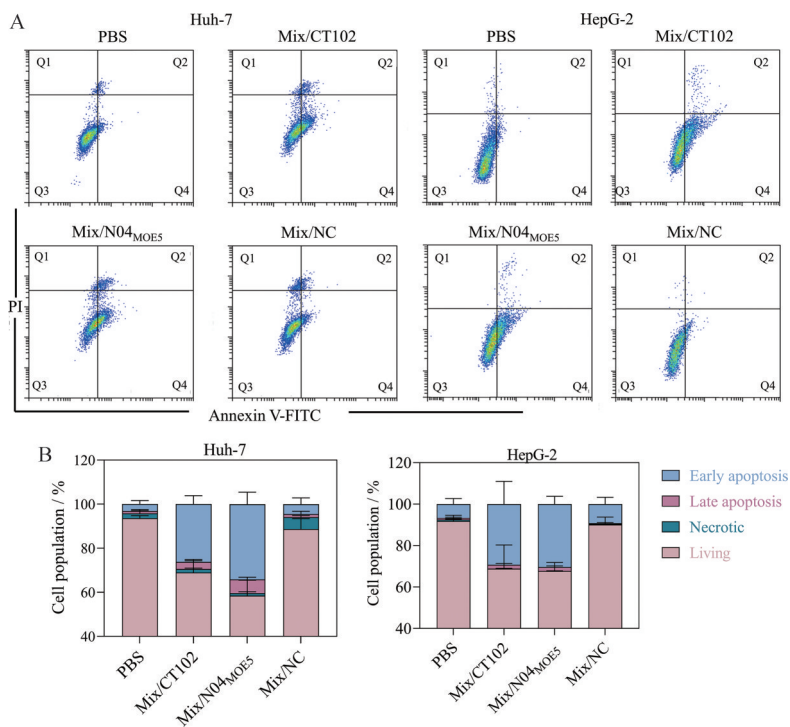 A
Huh-7
HepG-2
PBS
Mix/CT102
PBS
Mix/CT102
Q1
Q2
Q1
Q2
Q1
Q2
Q1
Q2
Q3
Q4
Q3
Q4
Q3
Q4
Q3
Q4
Mix/N04MOE5
Mix/NC
Mix/N04MOE5
Mix/NC
Q1
Q2
Q1
Q2
Q1
Q2
Q1
Q2
PI
Q3
Q4
Q3
Q4
Q3
Q4
Q3
Q4
Annexin V-FITC
B
Huh-7
Cell population / %
120
100
80
60
40
PBS
Mix/CT102
Mix/N04MOE5
Mix/NC
HepG-2
Cell population / %
120
100
80
60
40
PBS
Mix/CT102
Mix/N04MOE5
Mix/NC
Early apoptosis
Late apoptosis
Necrotic
Living